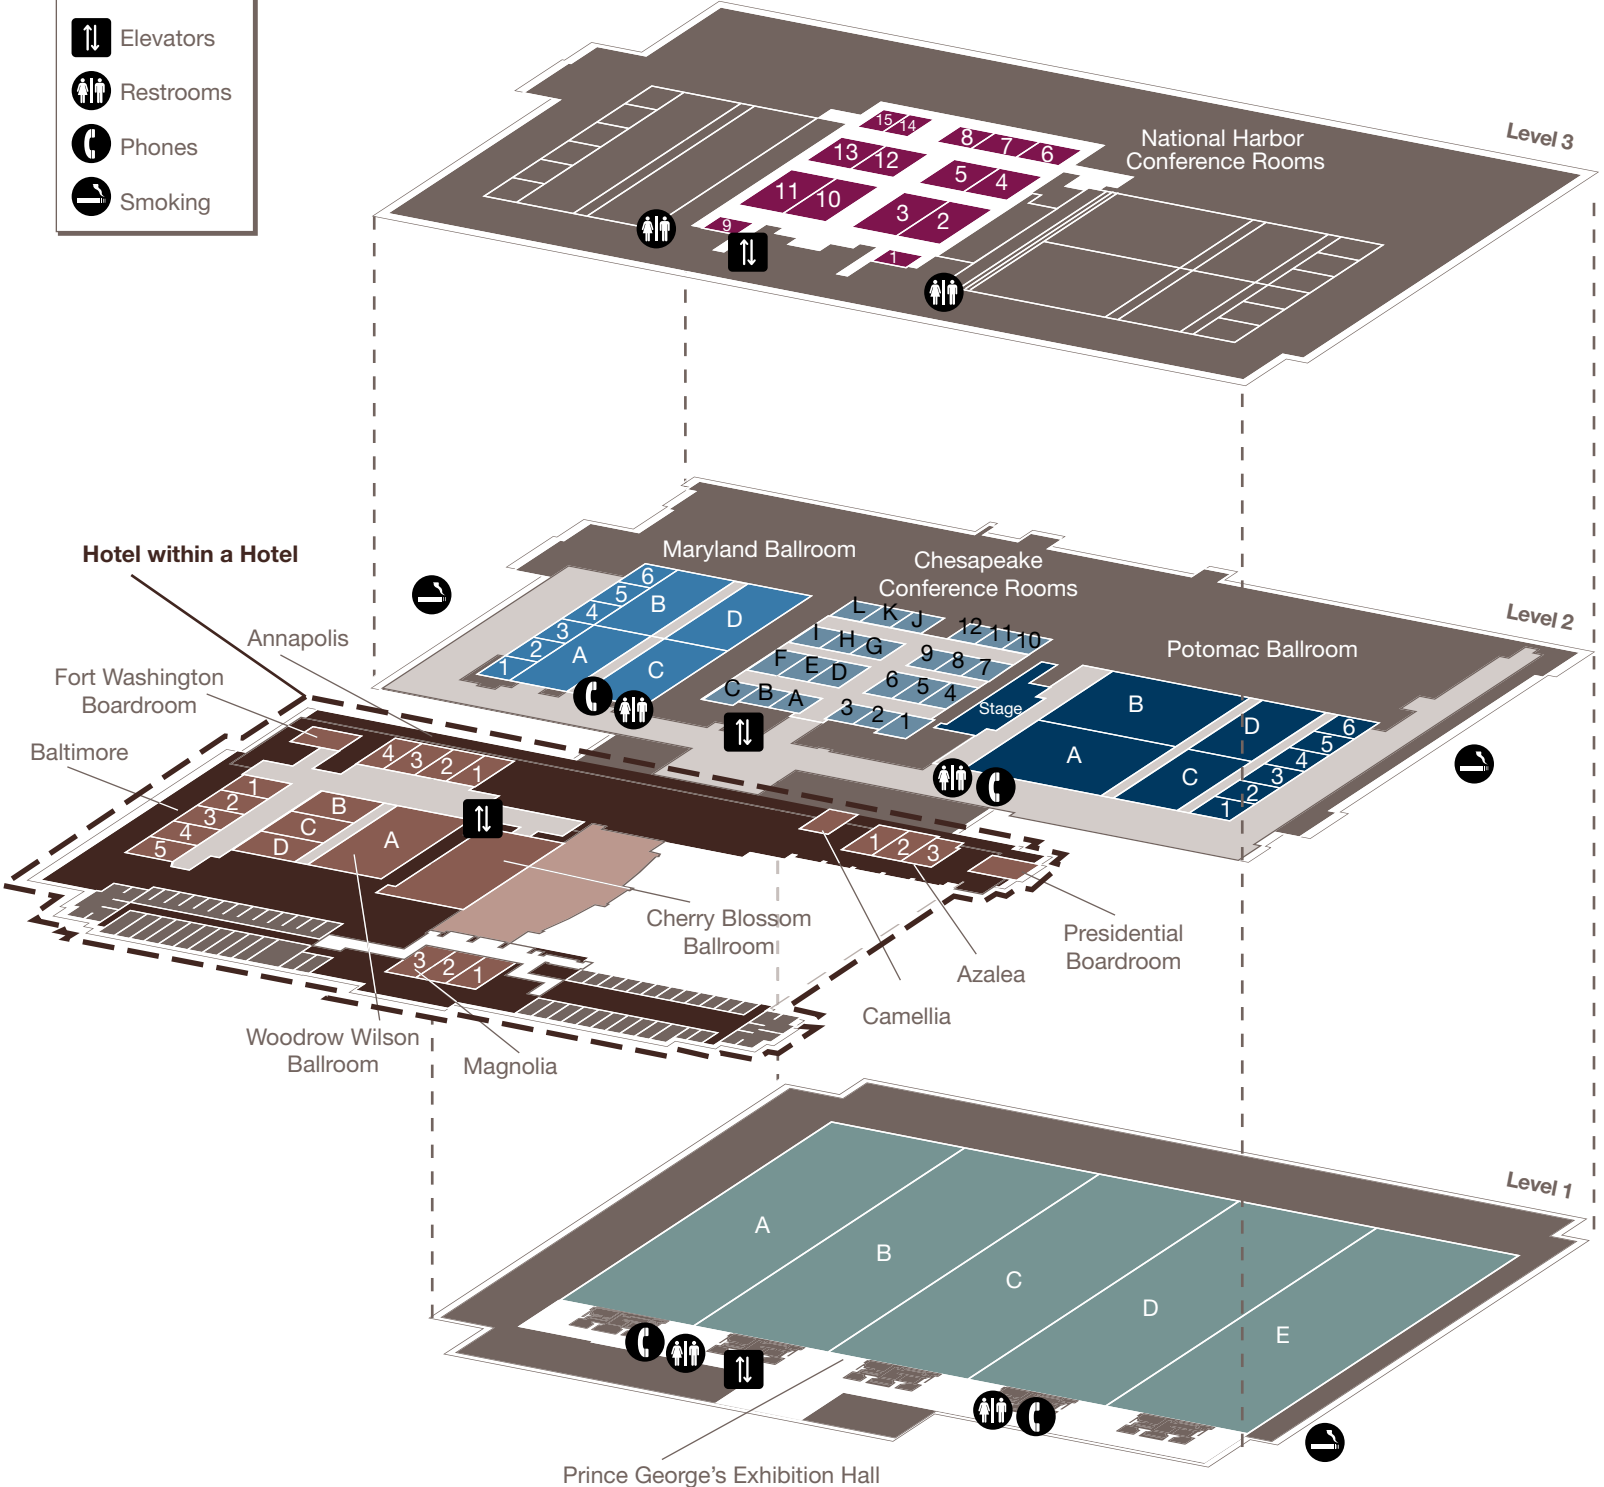 Elevators
Restrooms
Phones
Smoking
Level 3
National Harbor
Conference Rooms
15 14
8 7 6
13 12
5 4
11 10
3 2
9
1
Level 2
Maryland Ballroom
Chesapeake
Conference Rooms
Potomac Ballroom
6
5
4
3
2
1
B
D
A
C
L K J
12 11 10
I H G
9 8 7
F E D
6 5 4
C B A
3 2 1
Stage
B
D
A
C
6
5
4
3
2
1
Hotel within a Hotel
Annapolis
Fort Washington
Boardroom
Baltimore
4 3 2 1
1
2
3
4
5
B
C
D
A
1 2 3
3 2 1
Cherry Blossom
Ballroom
Presidential
Boardroom
Azalea
Camellia
Woodrow Wilson
Ballroom
Magnolia
Level 1
A
B
C
D
E
Prince George’s Exhibition Hall